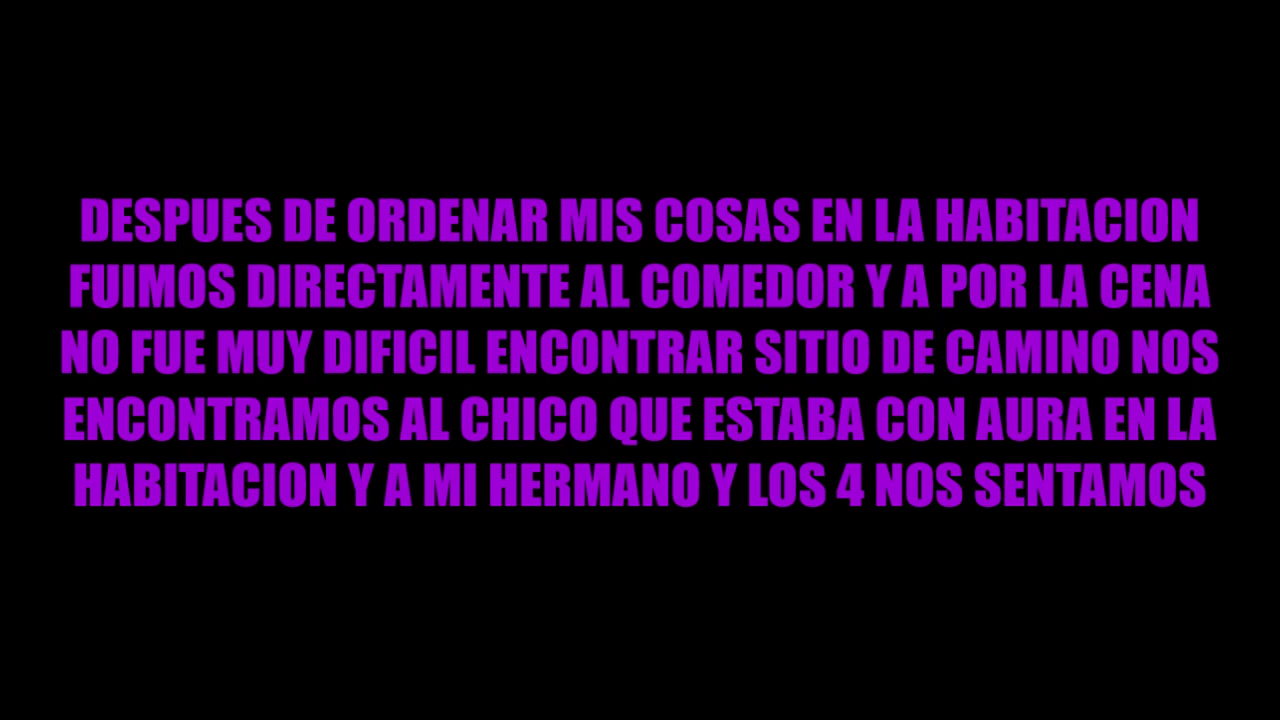 DESPUES DE ORDENAR MIS COSAS EN LA HABITACION
FUIMOS DIRECTAMENTE AL COMEDOR Y A POR LA CENA
NO FUE MUY DIFICIL ENCONTRAR SITIO DE CAMINO NOS
ENCONTRAMOS AL CHICO QUE ESTABA CON AURA EN LA
HABITACION Y A MI HERMANO Y LOS 4 NOS SENTAMOS